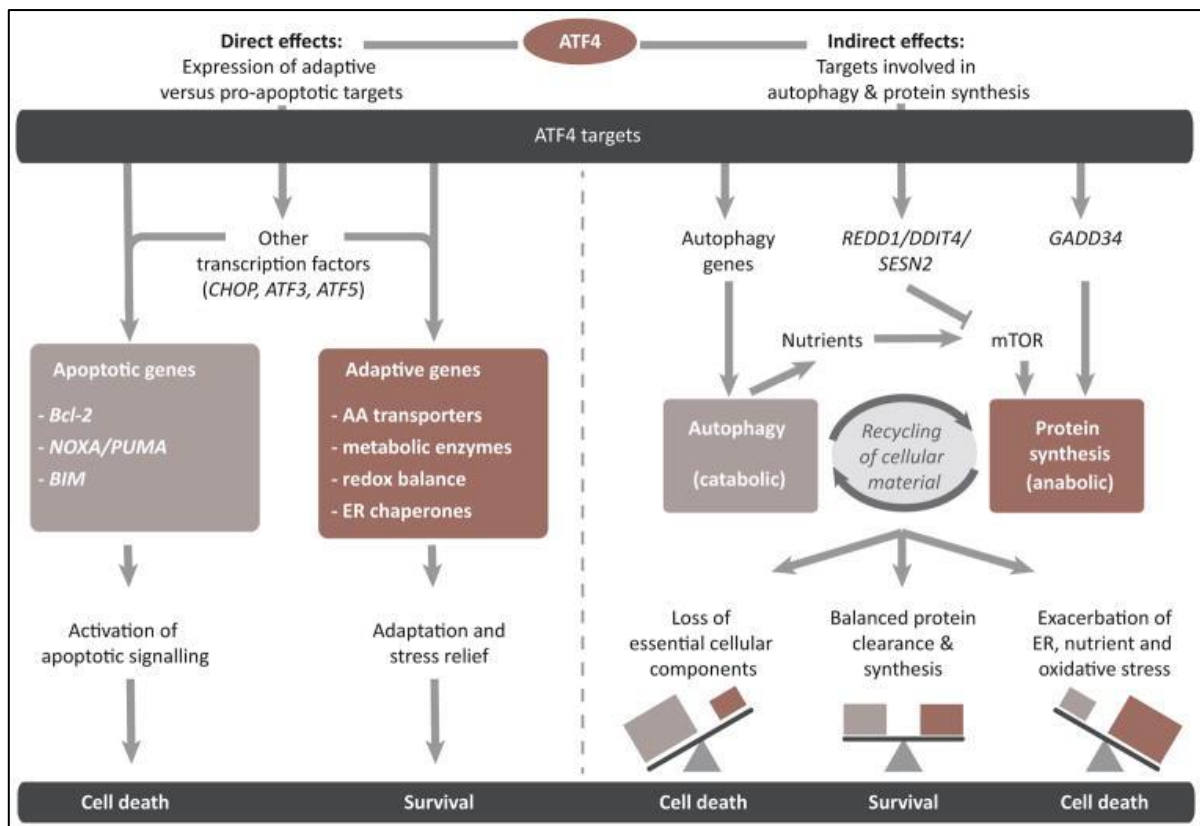 ATF4
Direct effects:
Expression of adaptive
versus pro-apoptotic targets
Indirect effects:
Targets involved in
autophagy & protein synthesis
ATF4 targets
Other
transcription factors
(CHOP, ATF3, ATF5)
Autophagy
genes
REDD1/DDIT4/
SESN2
GADD34
Nutrients
mTOR
Apoptotic genes
- Bcl-2
- NOXA/PUMA
- BIM
Adaptive genes
- AA transporters
- metabolic enzymes
- redox balance
- ER chaperones
Autophagy
(catabolic)
Recycling
of cellular
material
Protein
synthesis
(anabolic)
Activation of
apoptotic signalling
Adaptation and
stress relief
Loss of
essential cellular
components
Balanced protein
clearance &
synthesis
Exacerbation of
ER, nutrient and
oxidative stress
Cell death
Survival
Cell death
Survival
Cell death